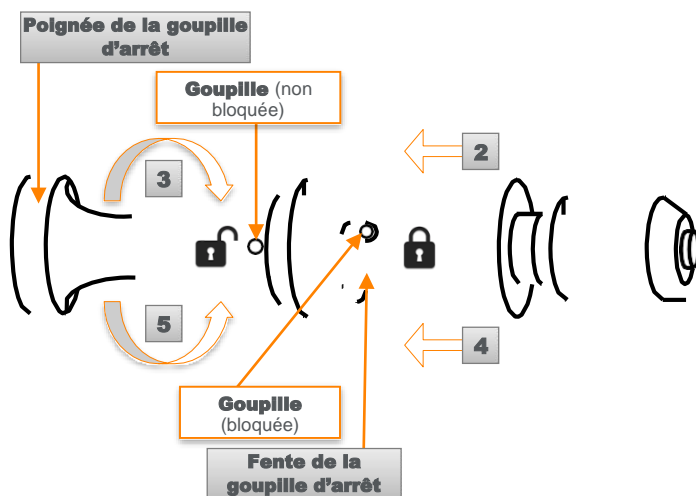 Poignée de la goupille
d'arrêt
Goupille (non
bloquée)
2
3
5
4
Goupille
(bloquée)
Fente de la
goupille d'arrêt